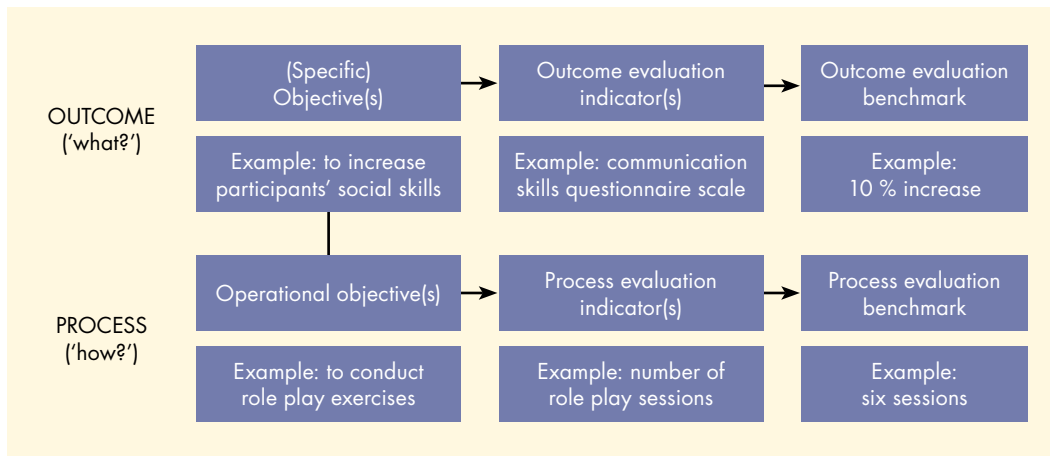 OUTCOME
(‘what?’)
(Specific)
Objective(s)
Outcome evaluation
indicator(s)
Outcome evaluation
benchmark
Example: to increase
participants’ social skills
Example: communication
skills questionnaire scale
Example:
10 % increase
PROCESS
(‘how?’)
Operational objective(s)
Process evaluation
indicator(s)
Process evaluation
benchmark
Example: to conduct
role play exercises
Example: number of
role play sessions
Example:
six sessions